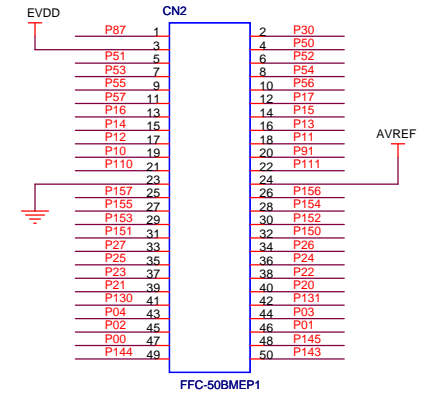 EVDD CN2
P87 1 2 P30
3 4 P50
P51 5 6 P52
P53 7 8 P54
P55 9 10 P56
P57 11 12 P17
P16 13 14 P15
P14 15 16 P13
P12 17 18 P11
AVREF
P10 19 20 P91
P110 21 22 P111
23 24
P157 25 26 P156
P155 27 28 P154
P153 29 30 P152
P151 31 32 P150
P27 33 34 P26
P25 35 36 P24
P23 37 38 P22
P21 39 40 P20
P130 41 42 P131
P04 43 44 P03
P02 45 46 P01
P00 47 48 P145
P144 49 50 P143
FFC-50BMEP1